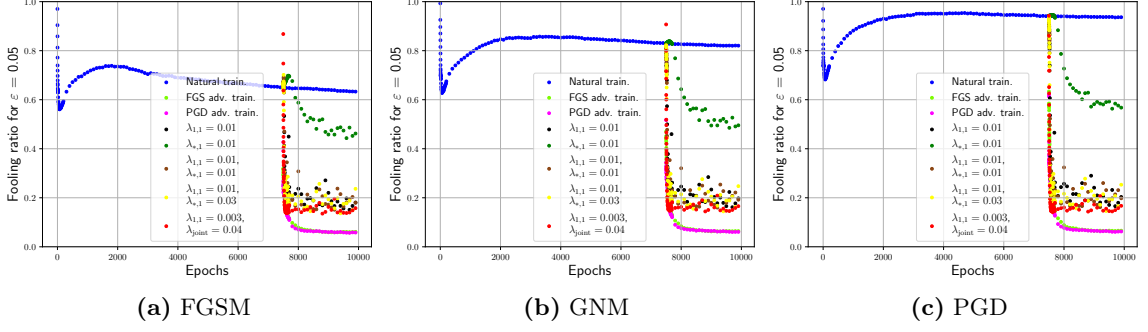 Fooling ratio for ε = 0.05
1.0
0.8
0.6
0.4
0.2
0.0
Natural train.
FGS adv. train.
PGD adv. train.
λ1,1 = 0.01
λ*,1 = 0.01
λ1,1 = 0.01,
λ*,1 = 0.01
λ1,1 = 0.01,
λ*,1 = 0.03
λ1,1 = 0.003,
λjoint = 0.04
0 2000 4000 6000 8000 10000
Epochs
(a) FGSM
Fooling ratio for ε = 0.05
1.0
0.8
0.6
0.4
0.2
0.0
Natural train.
FGS adv. train.
PGD adv. train.
λ1,1 = 0.01
λ*,1 = 0.01
λ1,1 = 0.01,
λ*,1 = 0.01
λ1,1 = 0.01,
λ*,1 = 0.03
λ1,1 = 0.003,
λjoint = 0.04
0 2000 4000 6000 8000 10000
Epochs
(b) GNM
Fooling ratio for ε = 0.05
1.0
0.8
0.6
0.4
0.2
0.0
Natural train.
FGS adv. train.
PGD adv. train.
λ1,1 = 0.01
λ*,1 = 0.01
λ1,1 = 0.01,
λ*,1 = 0.01
λ1,1 = 0.01,
λ*,1 = 0.03
λ1,1 = 0.003,
λjoint = 0.04
0 2000 4000 6000 8000 10000
Epochs
(c) PGD